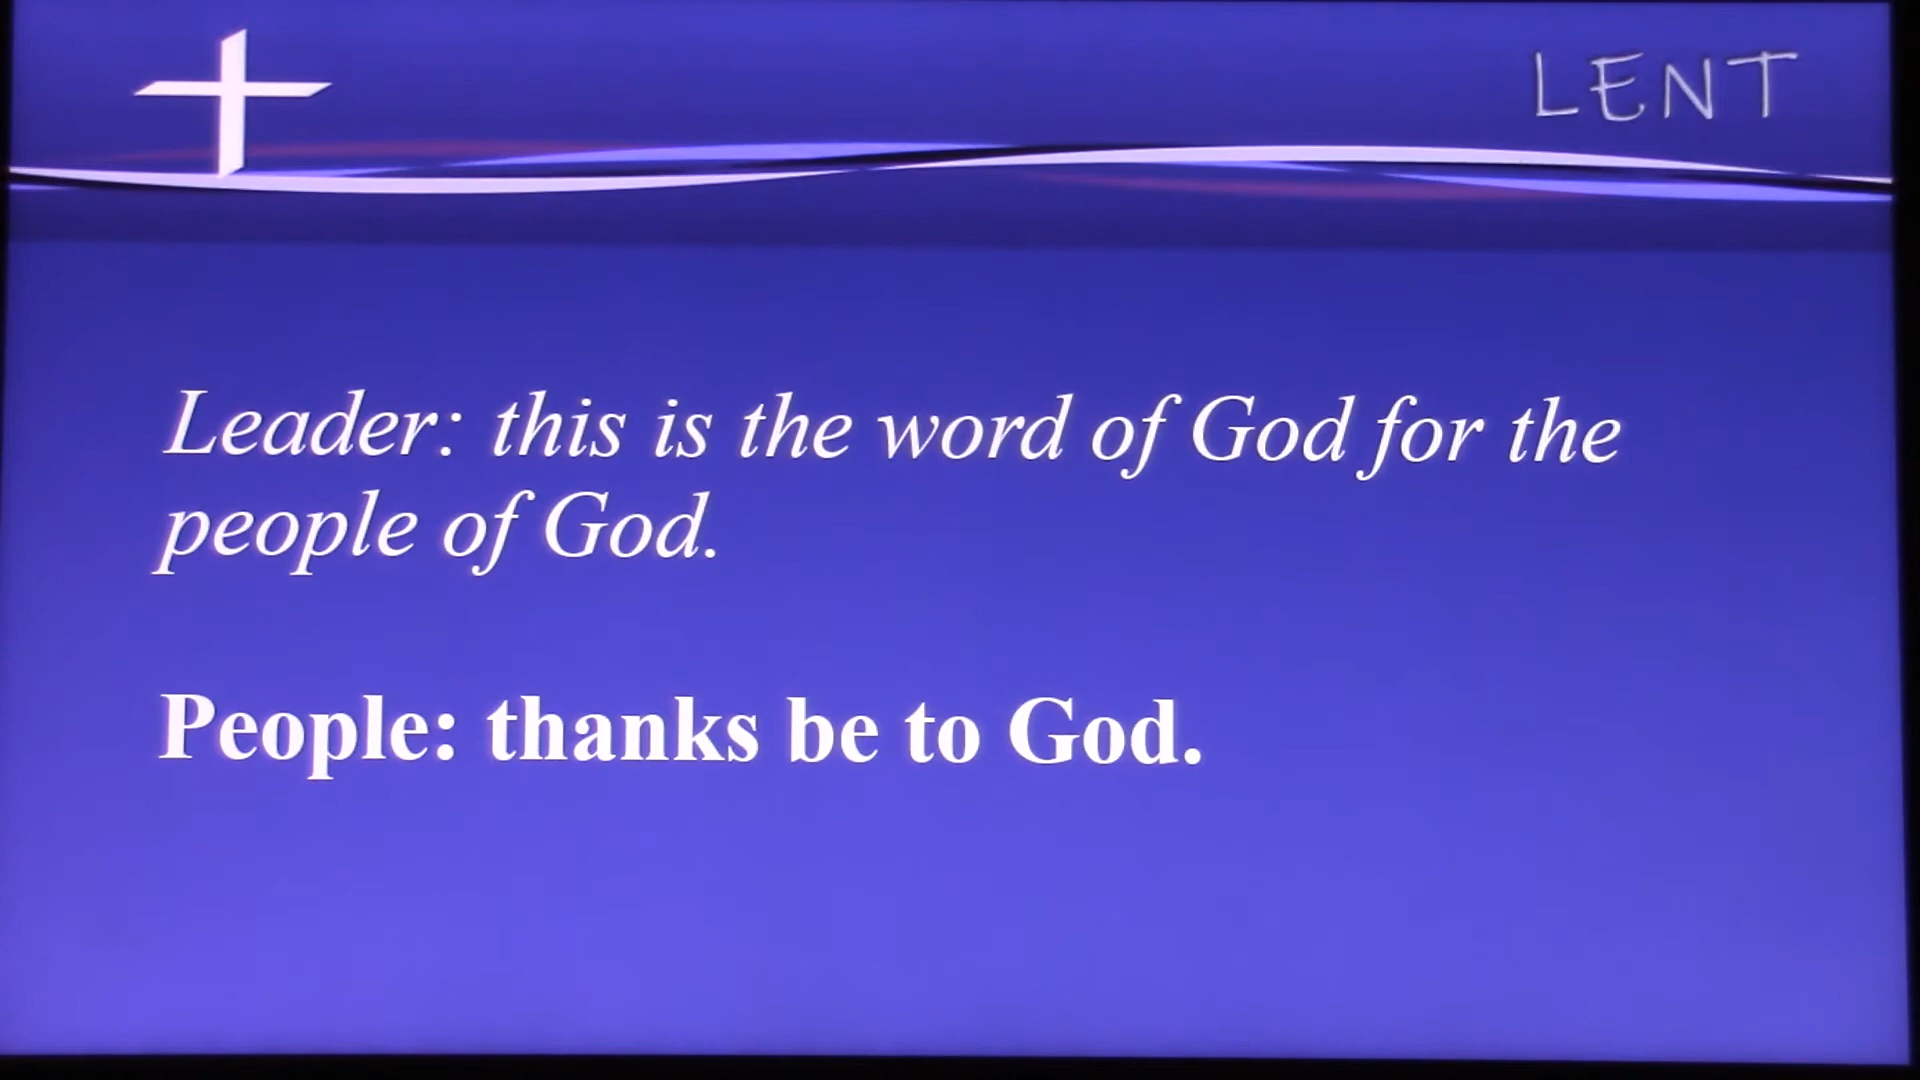 LENT
Leader: this is the word of God for the
people of God.
People: thanks be to God.